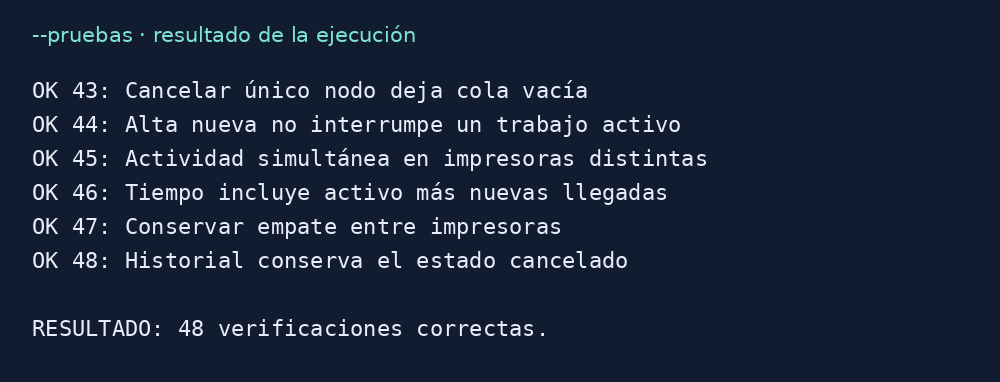 --pruebas · resultado de la ejecución
OK 43: Cancelar único nodo deja cola vacía
OK 44: Alta nueva no interrumpe un trabajo activo
OK 45: Actividad simultánea en impresoras distintas
OK 46: Tiempo incluye activo más nuevas llegadas
OK 47: Conservar empate entre impresoras
OK 48: Historial conserva el estado cancelado
RESULTADO: 48 verificaciones correctas.